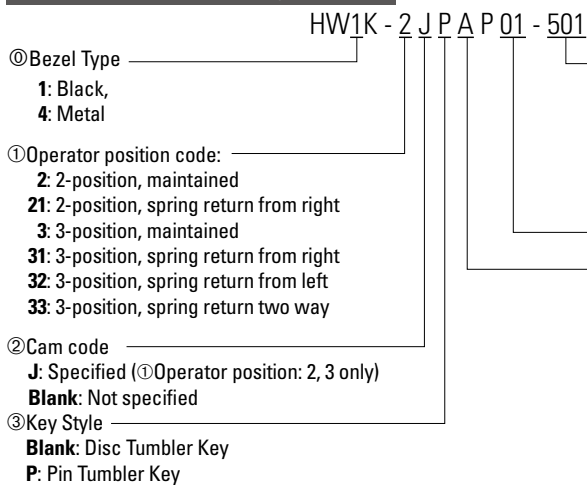 HW1K - 2 J P A P 01 - 501
⓪Bezel Type
1: Black,
4: Metal
①Operator position code:
2: 2-position, maintained
21: 2-position, spring return from right
3: 3-position, maintained
31: 3-position, spring return from right
32: 3-position, spring return from left
33: 3-position, spring return two way
②Cam code
J: Specified (①Operator position: 2, 3 only)
Blank: Not specified
③Key Style
Blank: Disc Tumbler Key
P: Pin Tumbler Key